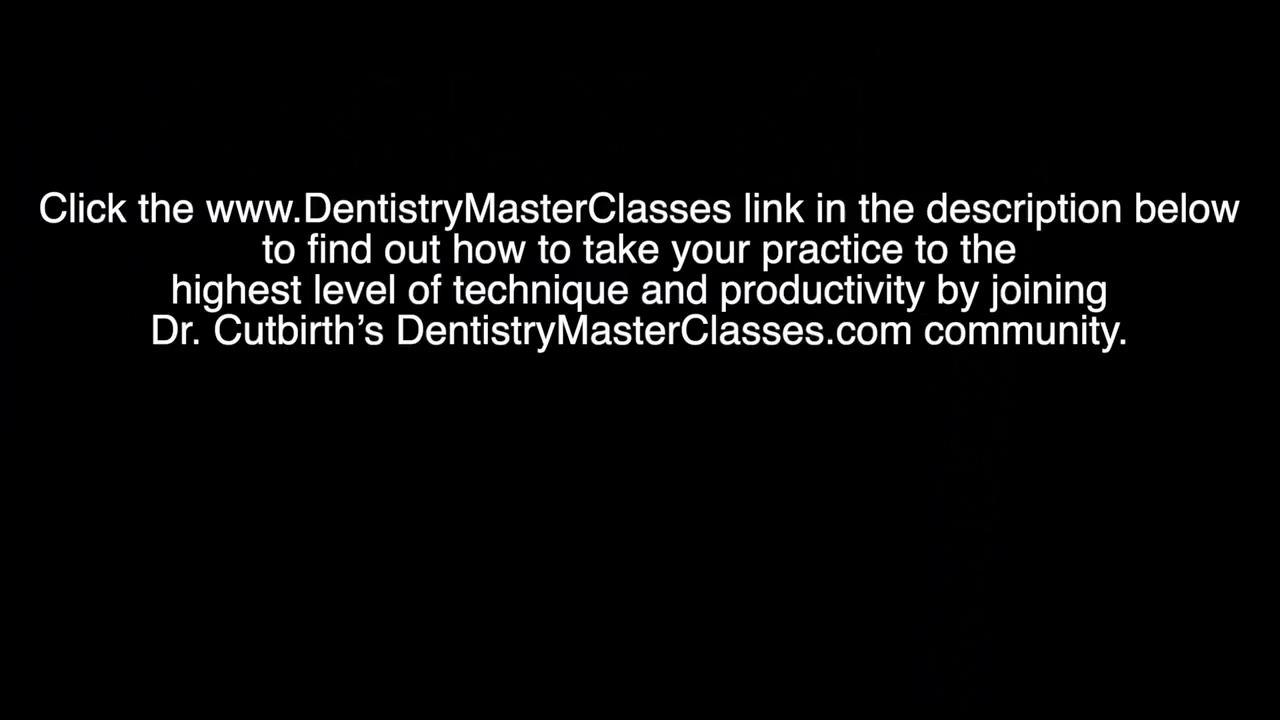 Click the www.DentistryMasterClasses link in the description below
to find out how to take your practice to the
highest level of technique and productivity by joining
Dr. Cutbirth’s DentistryMasterClasses.com community.